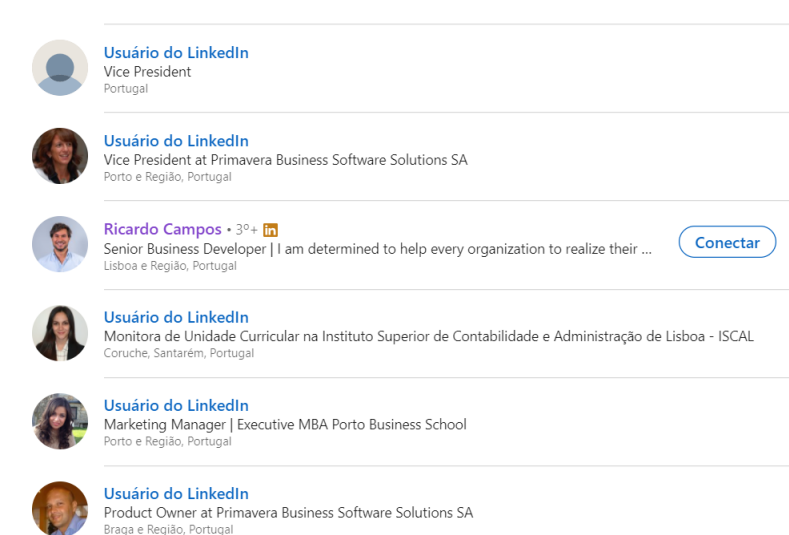 Usuário do LinkedIn
Vice President
Portugal
Usuário do LinkedIn
Vice President at Primavera Business Software Solutions SA
Porto e Região, Portugal
Ricardo Campos • 3º+ in
Senior Business Developer | I am determined to help every organization to realize their ...
Conectar
Lisboa e Região, Portugal
Usuário do LinkedIn
Monitora de Unidade Curricular na Instituto Superior de Contabilidade e Administração de Lisboa - ISCAL
Coruche, Santarém, Portugal
Usuário do LinkedIn
Marketing Manager | Executive MBA Porto Business School
Porto e Região, Portugal
Usuário do LinkedIn
Product Owner at Primavera Business Software Solutions SA
Braga e Região, Portugal